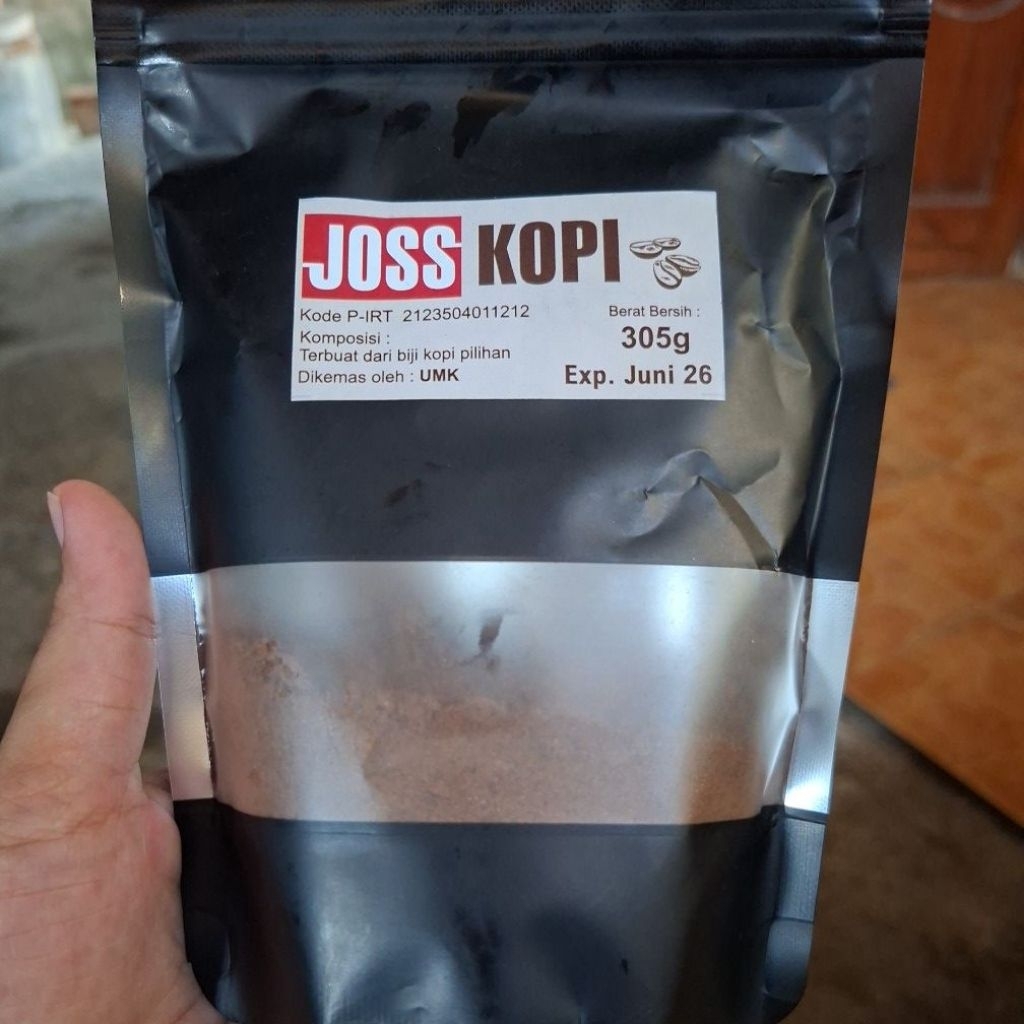 JOSS KOPI
Kode P-IRT 2123504011212
Komposisi :
Terbuat dari biji kopi pilihan
Dikemas oleh : UMK
Berat Bersih :
305g
Exp. Juni 26